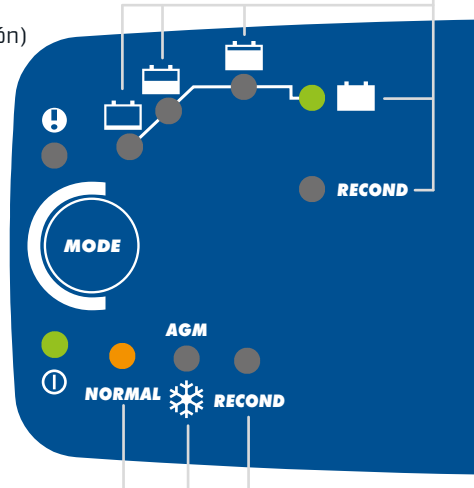 ón)
RECOND
MODE
AGM
NORMAL
RECOND